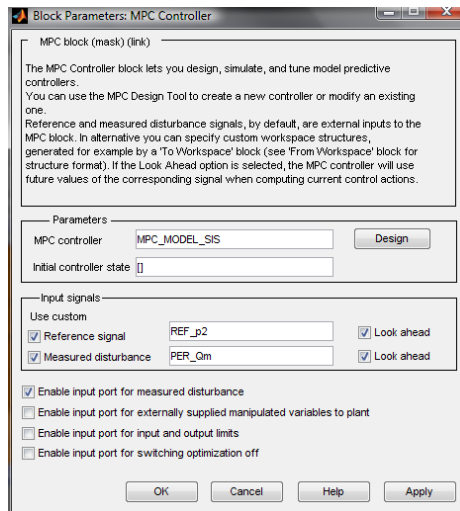 Block Parameters: MPC Controller
MPC block (mask) (link)
The MPC Controller block lets you design, simulate, and tune model predictive
controllers.
You can use the MPC Design Tool to create a new controller or modify an existing
one.
Reference and measured disturbance signals, by default, are external inputs to the
MPC block. In alternative you can specify custom workspace structures,
generated for example by a 'To Workspace' block (see 'From Workspace' block for
structure format). If the Look Ahead option is selected, the MPC controller will use
future values of the corresponding signal when computing current control actions.
Parameters
MPC controller MPC_MODEL_SIS Design
Initial controller state []
Input signals
Use custom
Reference signal REF_p2 Look ahead
Measured disturbance PER_Qm Look ahead
Enable input port for measured disturbance
Enable input port for externally supplied manipulated variables to plant
Enable input port for input and output limits
Enable input port for switching optimization off
OK Cancel Help Apply